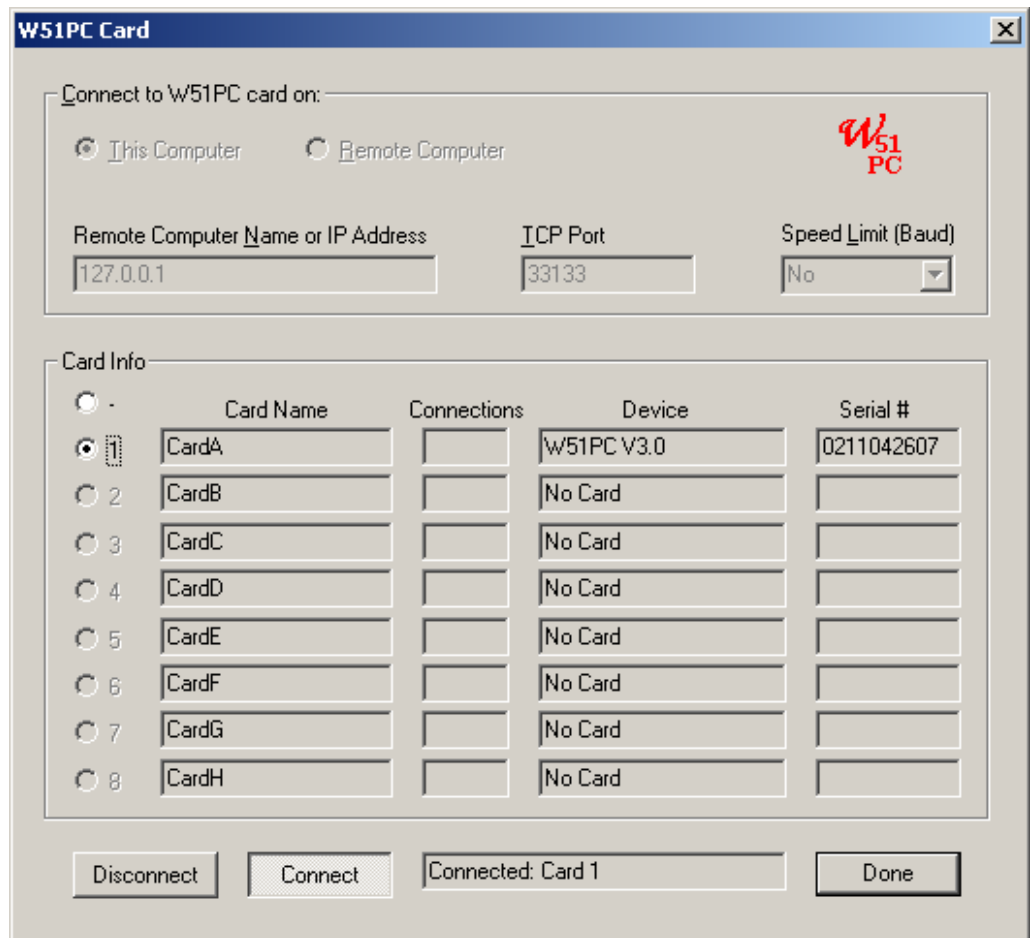 W51PC Card
Connect to W51PC card on:
This Computer Remote Computer
W51 PC
Remote Computer Name or IP Address TCP Port Speed Limit (Baud)
127.0.0.1 33133 No
Card Info
- Card Name Connections Device Serial #
1 CardA W51PC V3.0 0211042607
2 CardB No Card
3 CardC No Card
4 CardD No Card
5 CardE No Card
6 CardF No Card
7 CardG No Card
8 CardH No Card
Disconnect Connect Connected: Card 1 Done